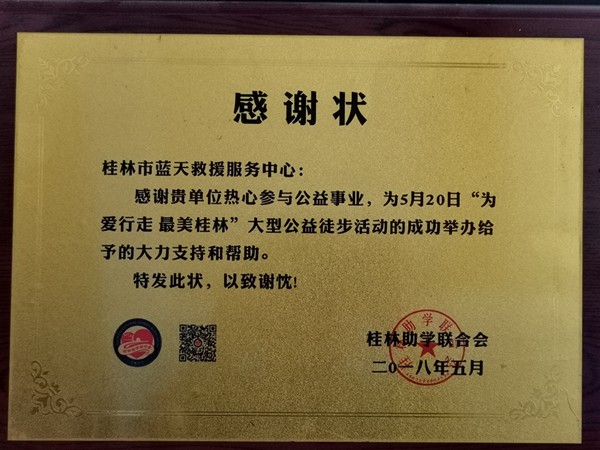 感谢状
桂林市蓝天救援服务中心:
感谢贵单位热心参与公益事业，为5月20日“为
爱行走 最美桂林”大型公益徒步活动的成功举办给
予的大力支持和帮助。
特发此状，以致谢忱!
桂林助学联合会
二〇一八年五月